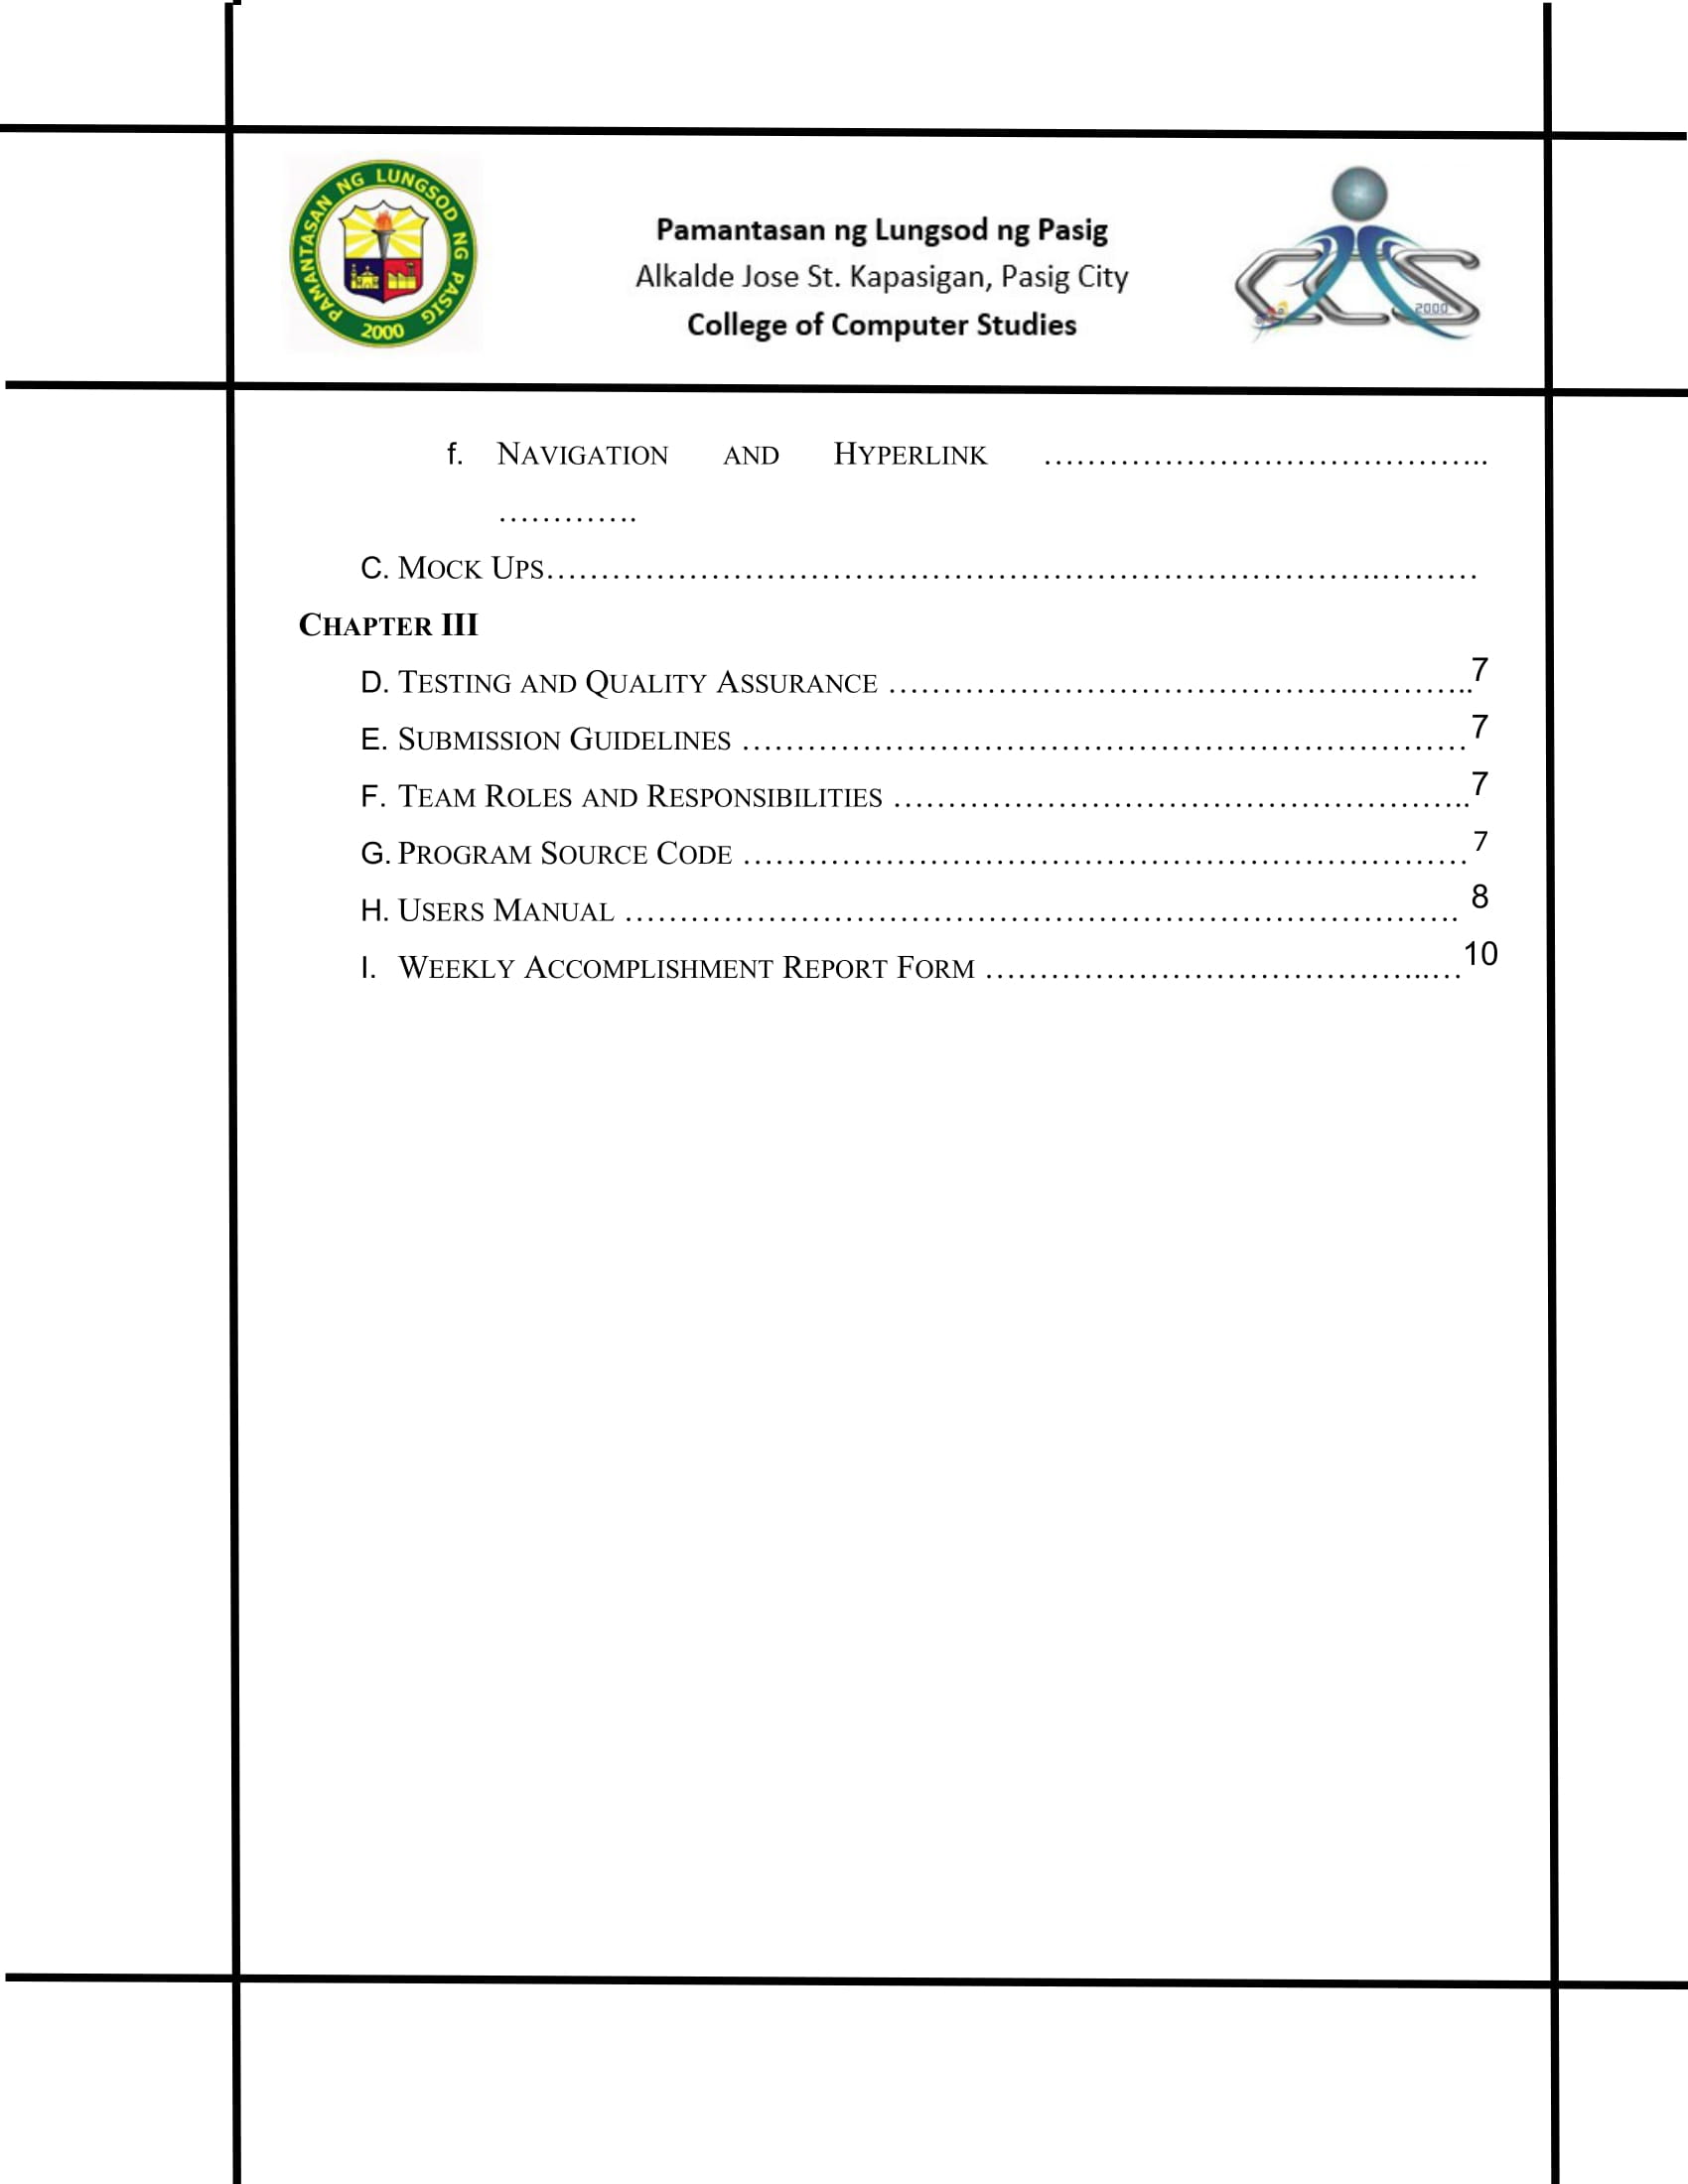 PAMANTASAN NG LUNGSOD NG PASIG
2000
Pamantasan ng Lungsod ng Pasig
Alkalde Jose St. Kapasigan, Pasig City
College of Computer Studies
CCS
2000
f. NAVIGATION AND HYPERLINK …………………………………..
………….
C. MOCK UPS………………………………………………………………….………
CHAPTER III
D. TESTING AND QUALITY ASSURANCE …………………………………….………..7
E. SUBMISSION GUIDELINES …………………………………………………………7
F. TEAM ROLES AND RESPONSIBILITIES ……………………………………………..7
G. PROGRAM SOURCE CODE …………………………………………………………7
H. USERS MANUAL …………………………………………………………………. 8
I. WEEKLY ACCOMPLISHMENT REPORT FORM …………………………………..…10